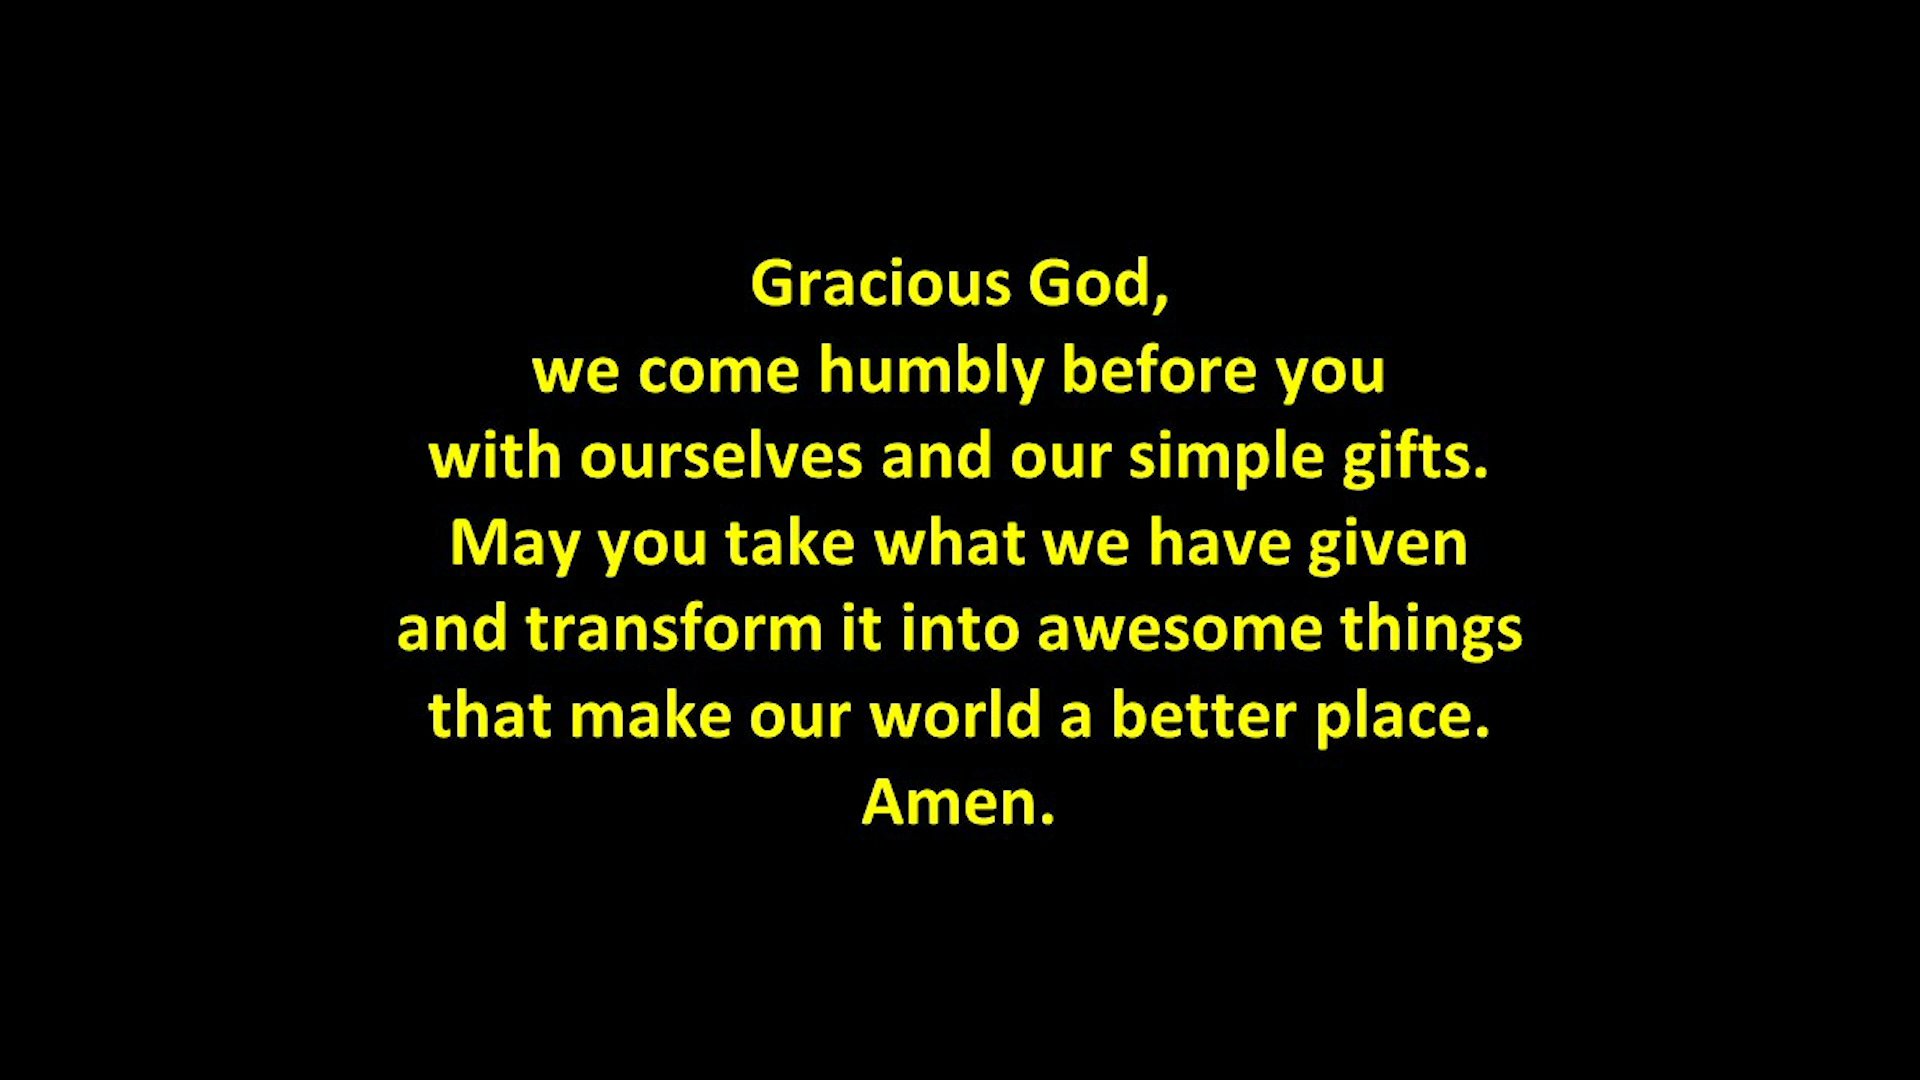 Gracious God,
we come humbly before you
with ourselves and our simple gifts.
May you take what we have given
and transform it into awesome things
that make our world a better place.
Amen.